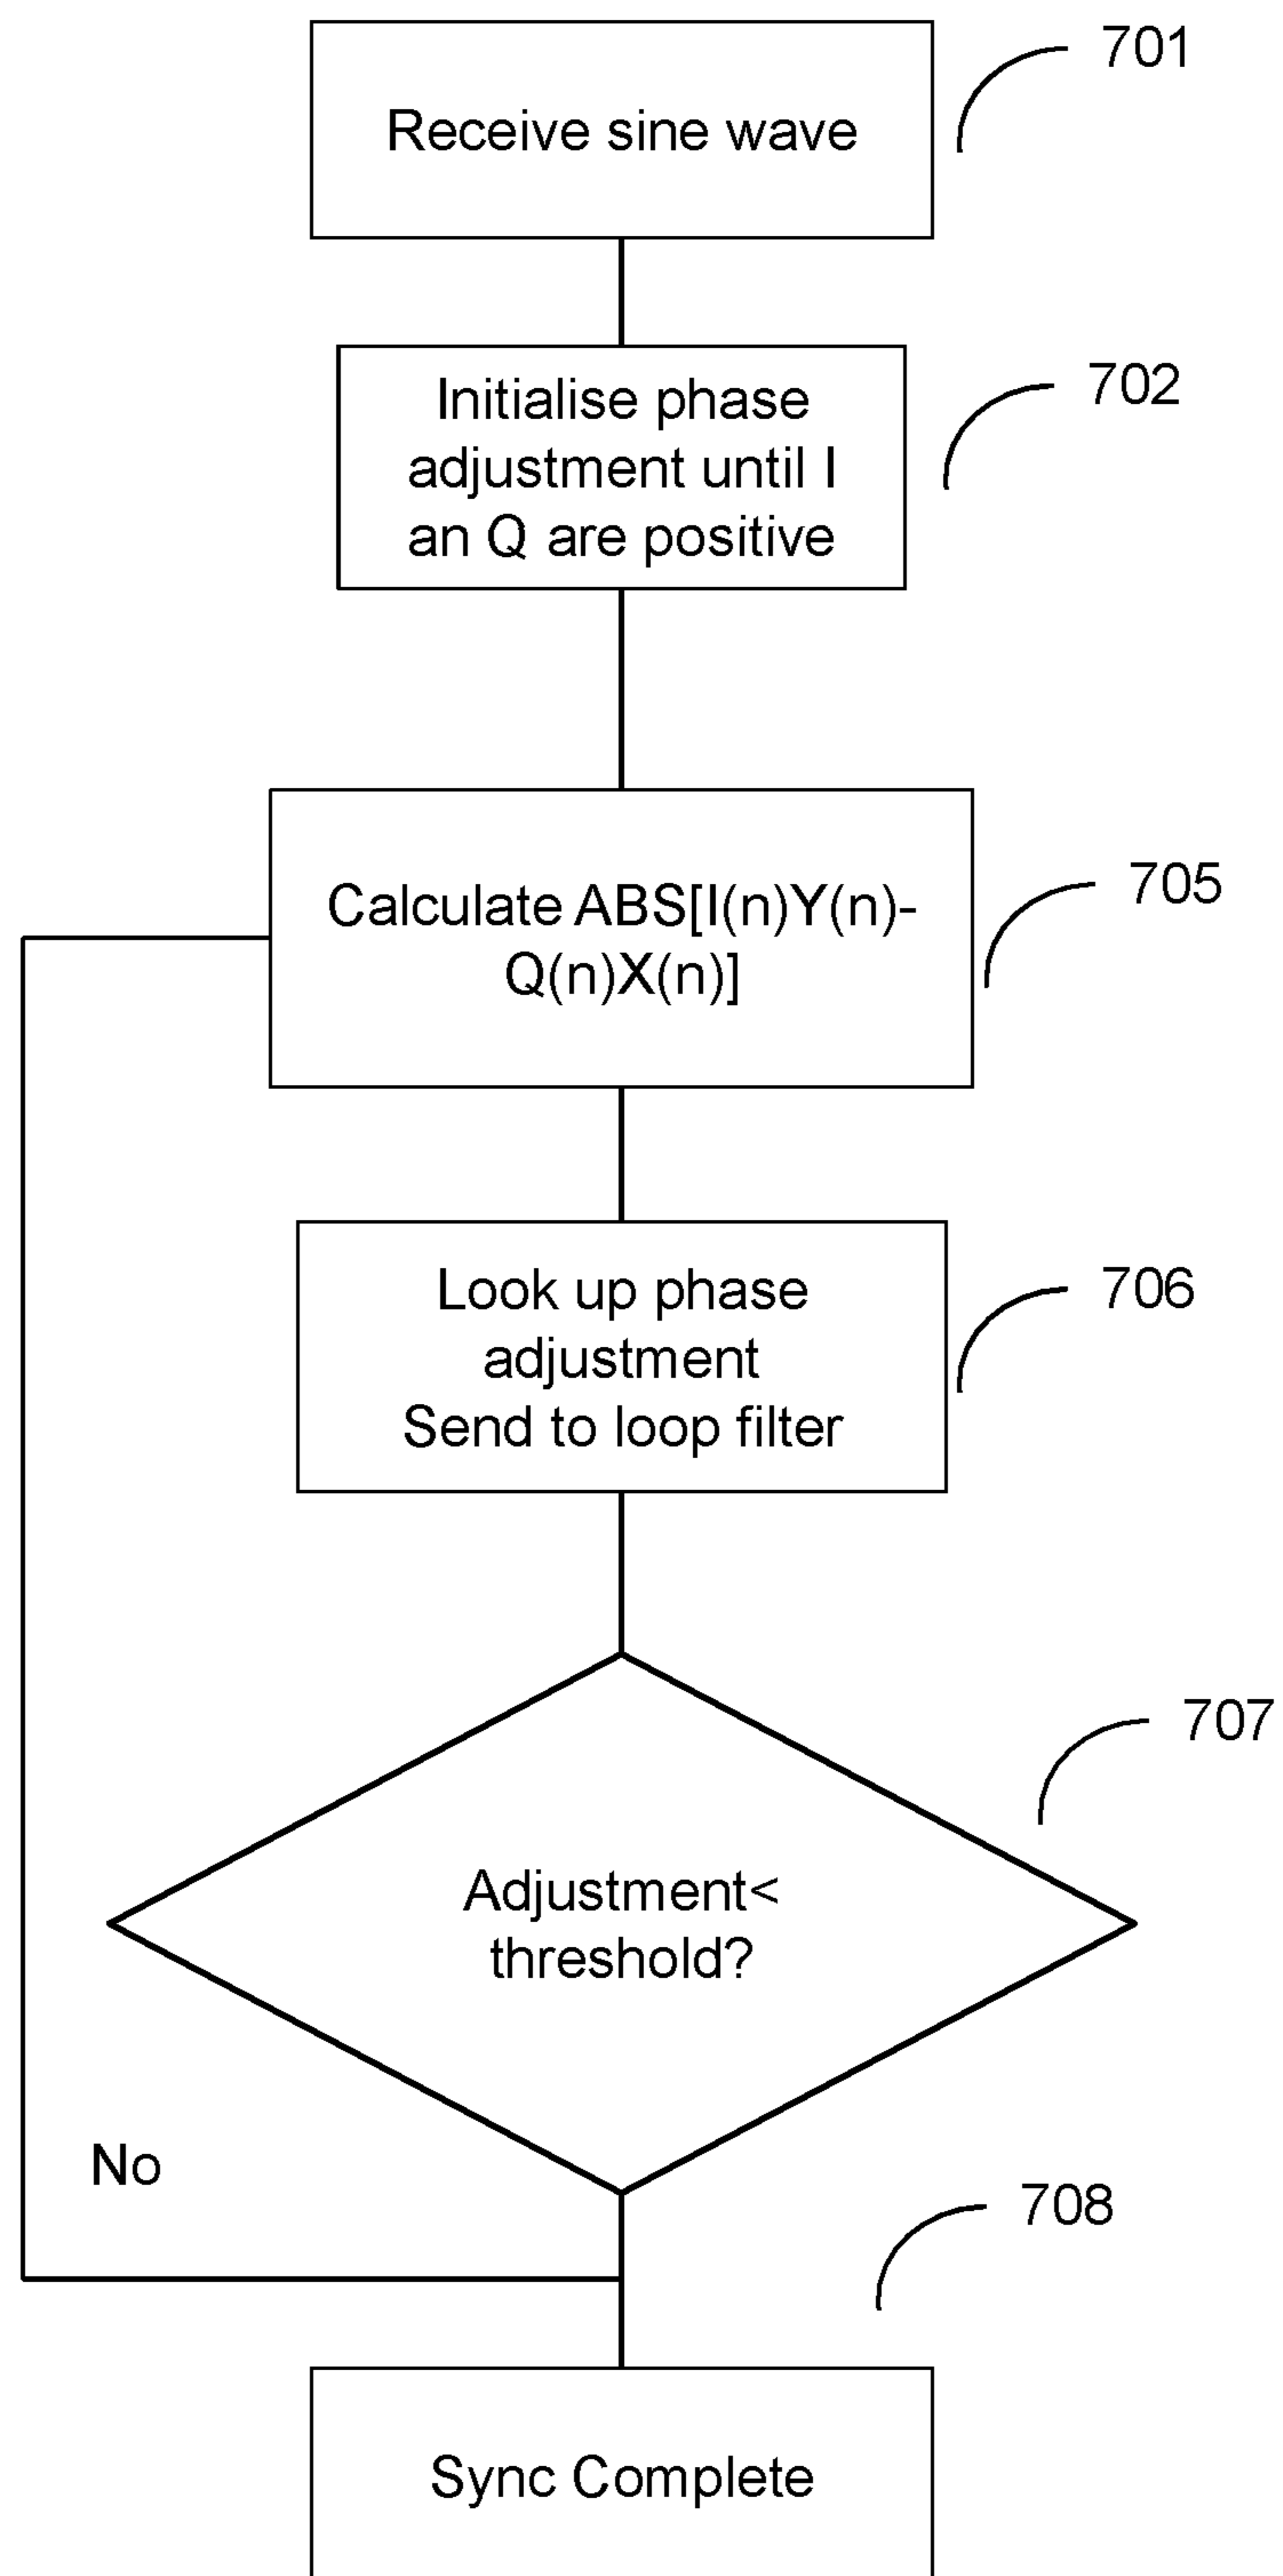 701
Receive sine wave
702
Initialise phase
adjustment until I
an Q are positive
705
Calculate ABS[I(n)Y(n)-
Q(n)X(n)]
706
Look up phase
adjustment
Send to loop filter
707
Adjustment<
threshold?
No
708
Sync Complete